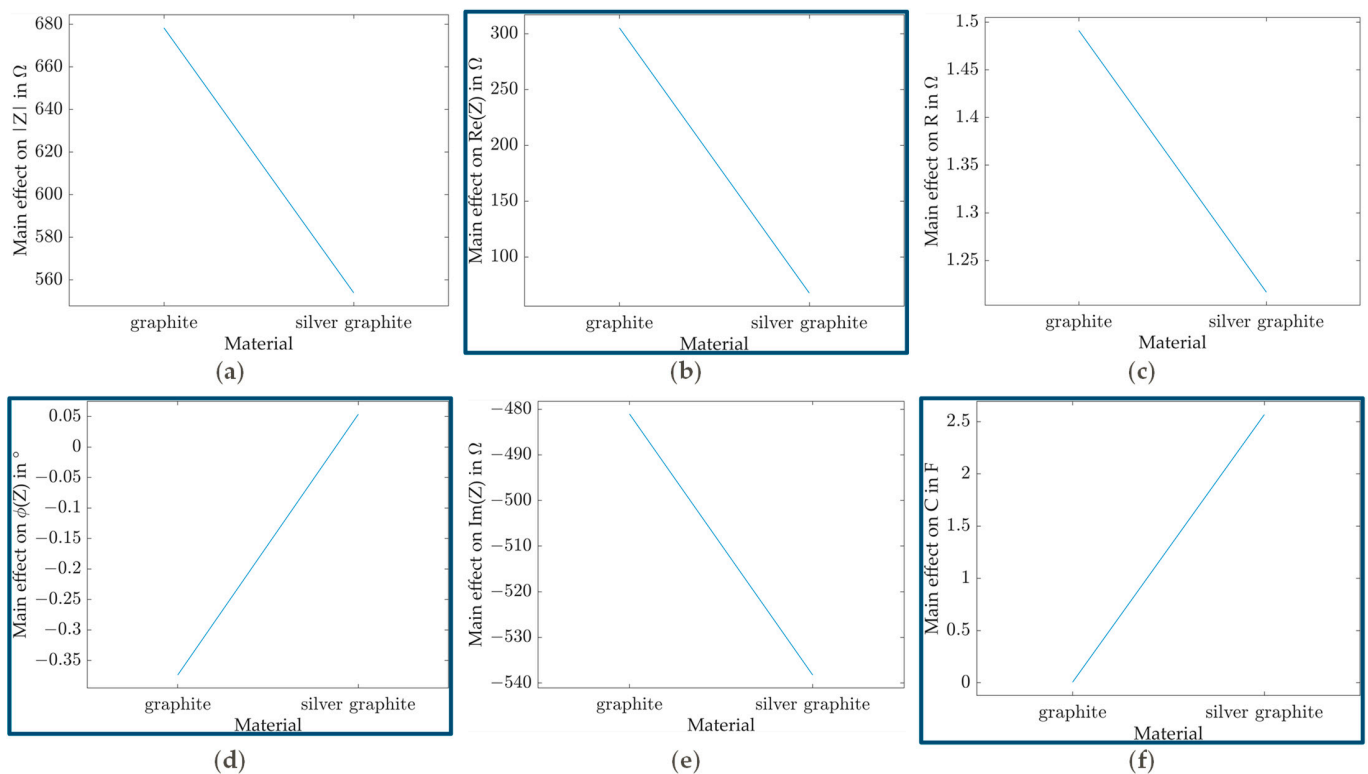 Main effect on |Z| in Ω
680
660
640
620
600
580
560
graphite silver graphite
Material
(a)
Main effect on Re(Z) in Ω
300
250
200
150
100
graphite silver graphite
Material
(b)
Main effect on R in Ω
1.5
1.45
1.4
1.35
1.3
1.25
graphite silver graphite
Material
(c)
Main effect on ϕ(Z) in °
0.05
0
−0.05
−0.1
−0.15
−0.2
−0.25
−0.3
−0.35
graphite silver graphite
Material
(d)
Main effect on Im(Z) in Ω
−480
−490
−500
−510
−520
−530
−540
graphite silver graphite
Material
(e)
Main effect on C in F
2.5
2
1.5
1
0.5
0
graphite silver graphite
Material
(f)